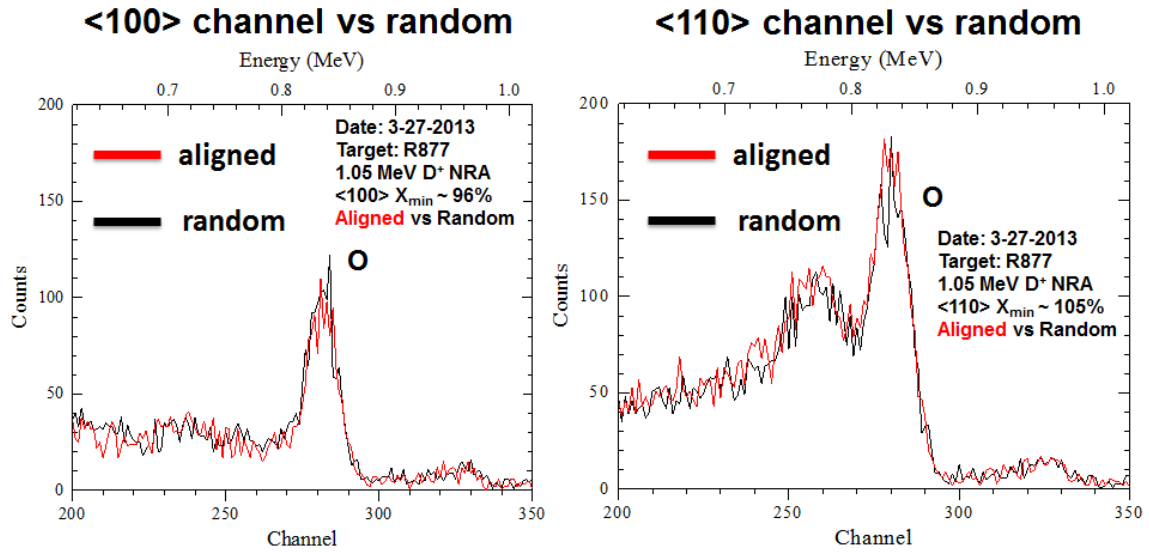 <100> channel vs random
Energy (MeV)
0.7 0.8 0.9 1.0
200
150
100
50
0
Counts
aligned
random
Date: 3-27-2013
Target: R877
1.05 MeV D⁺ NRA
<100> Xmin ~ 96%
Aligned vs Random
O
200 250 300 350
Channel
<110> channel vs random
Energy (MeV)
0.7 0.8 0.9 1.0
200
150
100
50
0
Counts
aligned
random
O
Date: 3-27-2013
Target: R877
1.05 MeV D⁺ NRA
<110> Xmin ~ 105%
Aligned vs Random
200 250 300 350
Channel